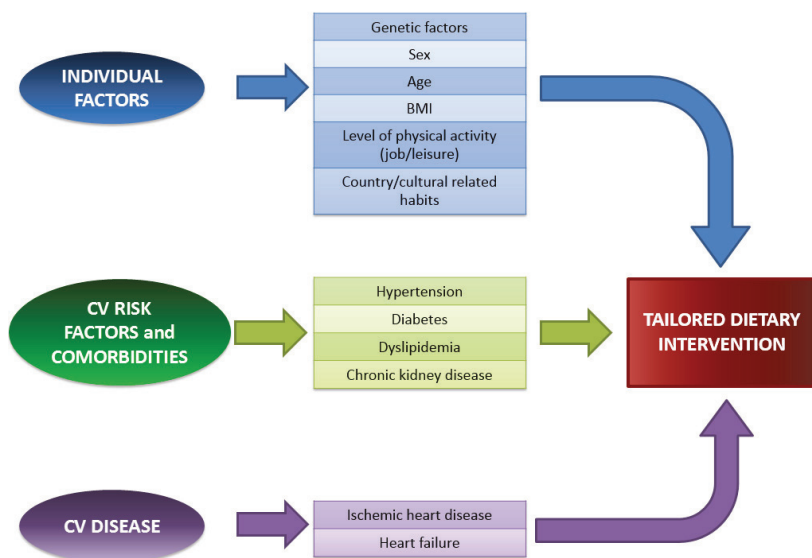 INDIVIDUAL
FACTORS
Genetic factors
Sex
Age
BMI
Level of physical activity
(job/leisure)
Country/cultural related
habits
CV RISK
FACTORS and
COMORBIDITIES
Hypertension
Diabetes
Dyslipidemia
Chronic kidney disease
TAILORED DIETARY
INTERVENTION
CV DISEASE
Ischemic heart disease
Heart failure